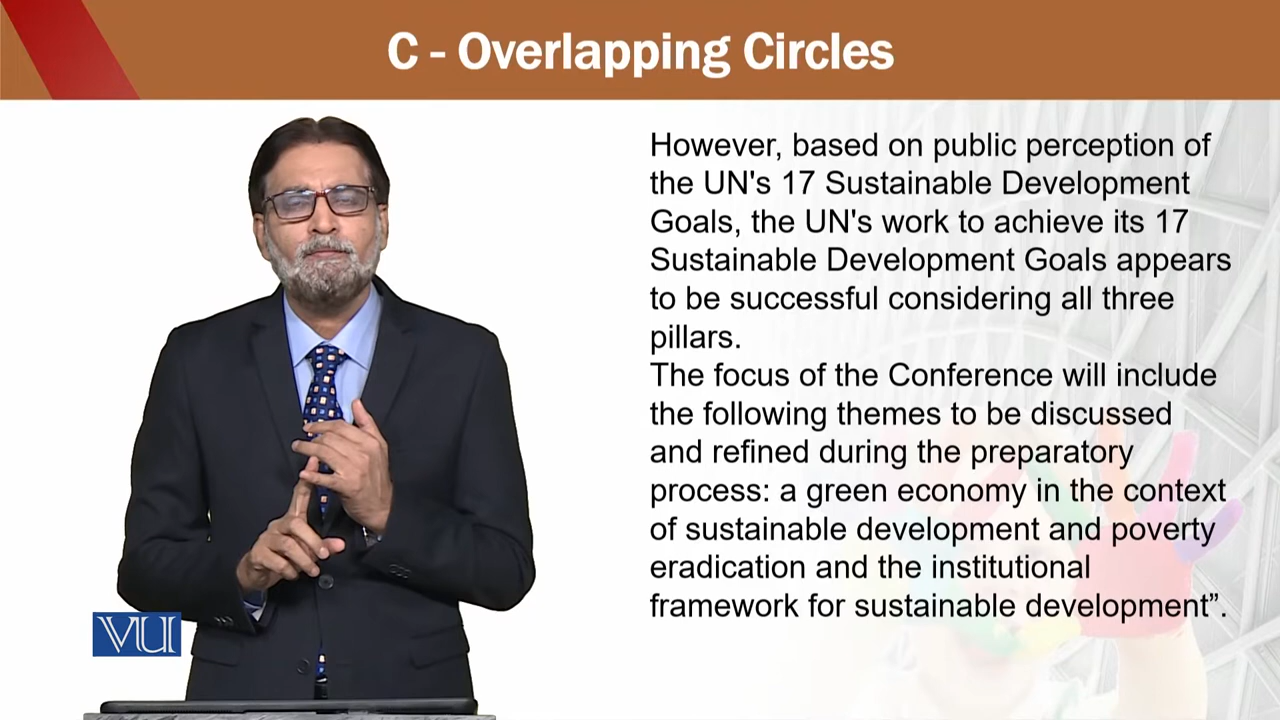 C - Overlapping Circles
However, based on public perception of
the UN's 17 Sustainable Development
Goals, the UN's work to achieve its 17
Sustainable Development Goals appears
to be successful considering all three
pillars.
The focus of the Conference will include
the following themes to be discussed
and refined during the preparatory
process: a green economy in the context
of sustainable development and poverty
eradication and the institutional
framework for sustainable development”.
VU